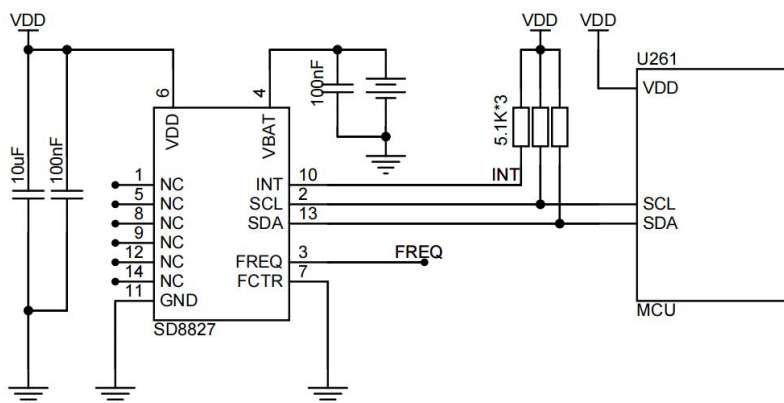 VDD
VDD
VDD
U261
VDD
6
4
100nF
5.1K*3
VDD
VBAT
10uF
100nF
1
NC
INT
10
INT
5
NC
SCL
2
SCL
8
NC
SDA
13
SDA
9
NC
12
NC
FREQ
3
FREQ
14
NC
FCTR
7
11
GND
SD8827
MCU